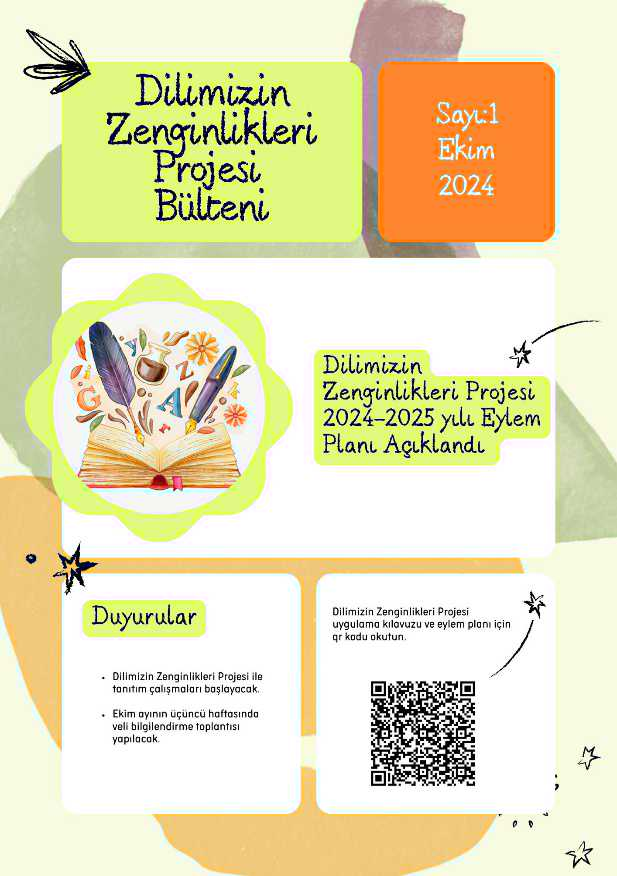 Dilimizin
Zenginlikleri
Projesi
Bülteni
Sayı:1
Ekim
2024
G
y
Z
A
r
Dilimizin
Zenginlikleri Projesi
2024–2025 yılı Eylem
Planı Açıklandı
Duyurular
• Dilimizin Zenginlikleri Projesi ile
tanıtım çalışmaları başlayacak.
• Ekim ayının üçüncü haftasında
veli bilgilendirme toplantısı
yapılacak.
Dilimizin Zenginlikleri Projesi
uygulama kılavuzu ve eylem planı için
qr kodu okutun.